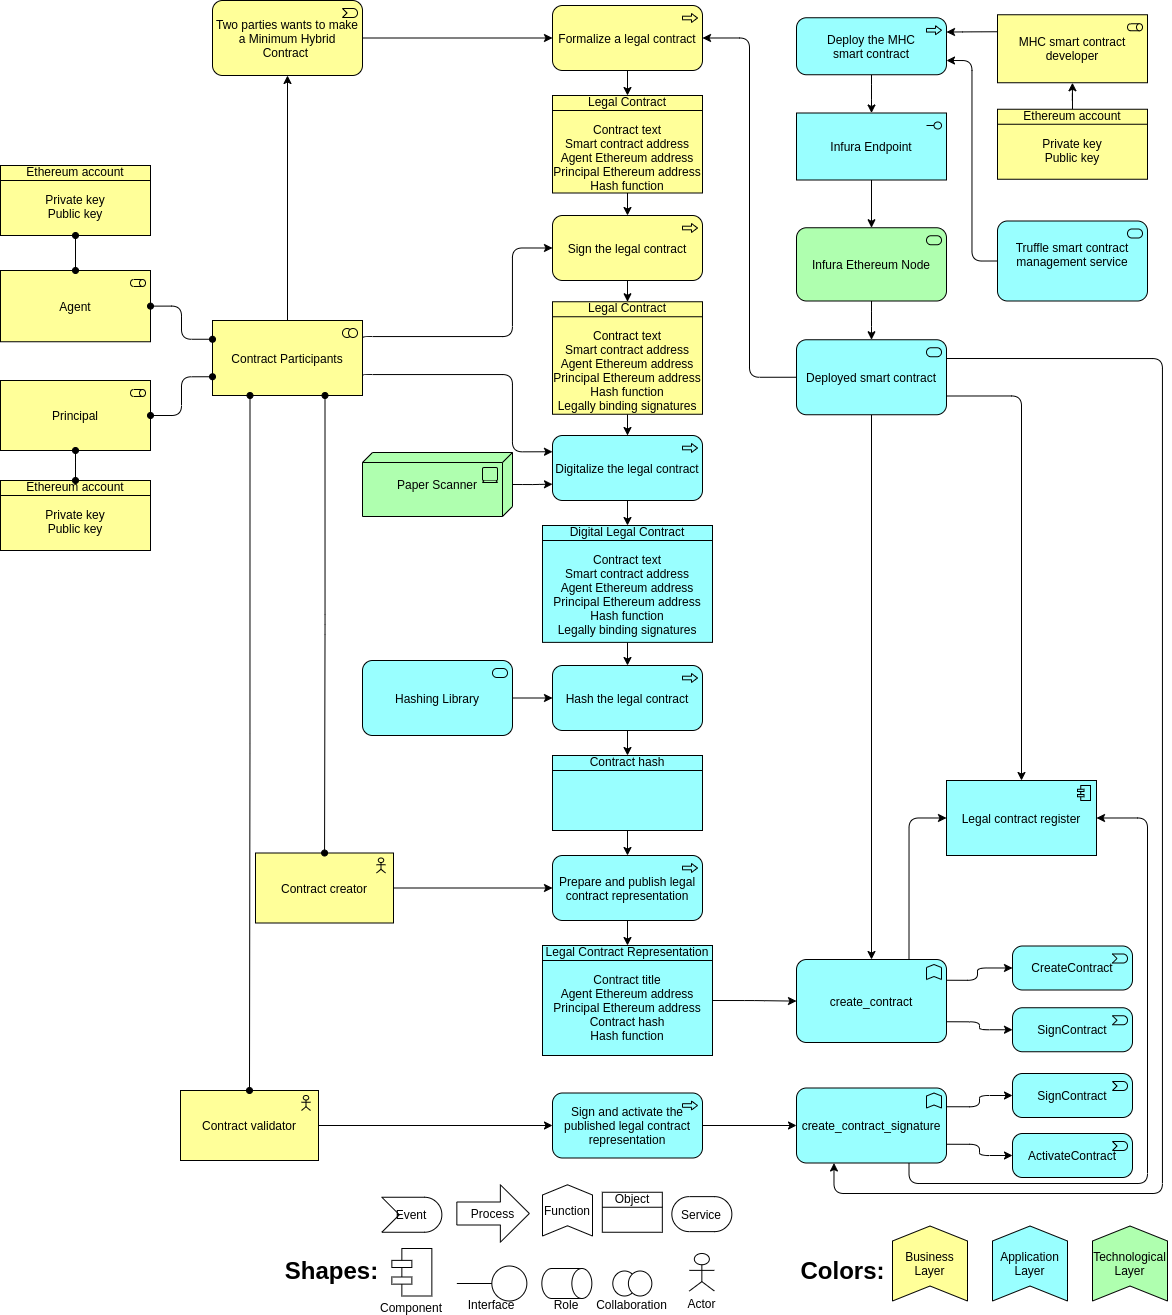 Two parties wants to make
a Minimum Hybrid
Contract
Formalize a legal contract
Deploy the MHC
smart contract
MHC smart contract
developer
Legal Contract
Contract text
Smart contract address
Agent Ethereum address
Principal Ethereum address
Hash function
Infura Endpoint
Ethereum account
Private key
Public key
Ethereum account
Private key
Public key
Agent
Sign the legal contract
Infura Ethereum Node
Truffle smart contract
management service
Contract Participants
Legal Contract
Contract text
Smart contract address
Agent Ethereum address
Principal Ethereum address
Hash function
Legally binding signatures
Deployed smart contract
Principal
Ethereum account
Private key
Public key
Paper Scanner
Digitalize the legal contract
Digital Legal Contract
Contract text
Smart contract address
Agent Ethereum address
Principal Ethereum address
Hash function
Legally binding signatures
Hashing Library
Hash the legal contract
Contract hash
Legal contract register
Contract creator
Prepare and publish legal
contract representation
Legal Contract Representation
Contract title
Agent Ethereum address
Principal Ethereum address
Contract hash
Hash function
create_contract
CreateContract
SignContract
Contract validator
Sign and activate the
published legal contract
representation
create_contract_signature
SignContract
ActivateContract
Shapes:
Event
Process
Function
Object
Service
Component
Interface
Role
Collaboration
Actor
Colors:
Business
Layer
Application
Layer
Technological
Layer